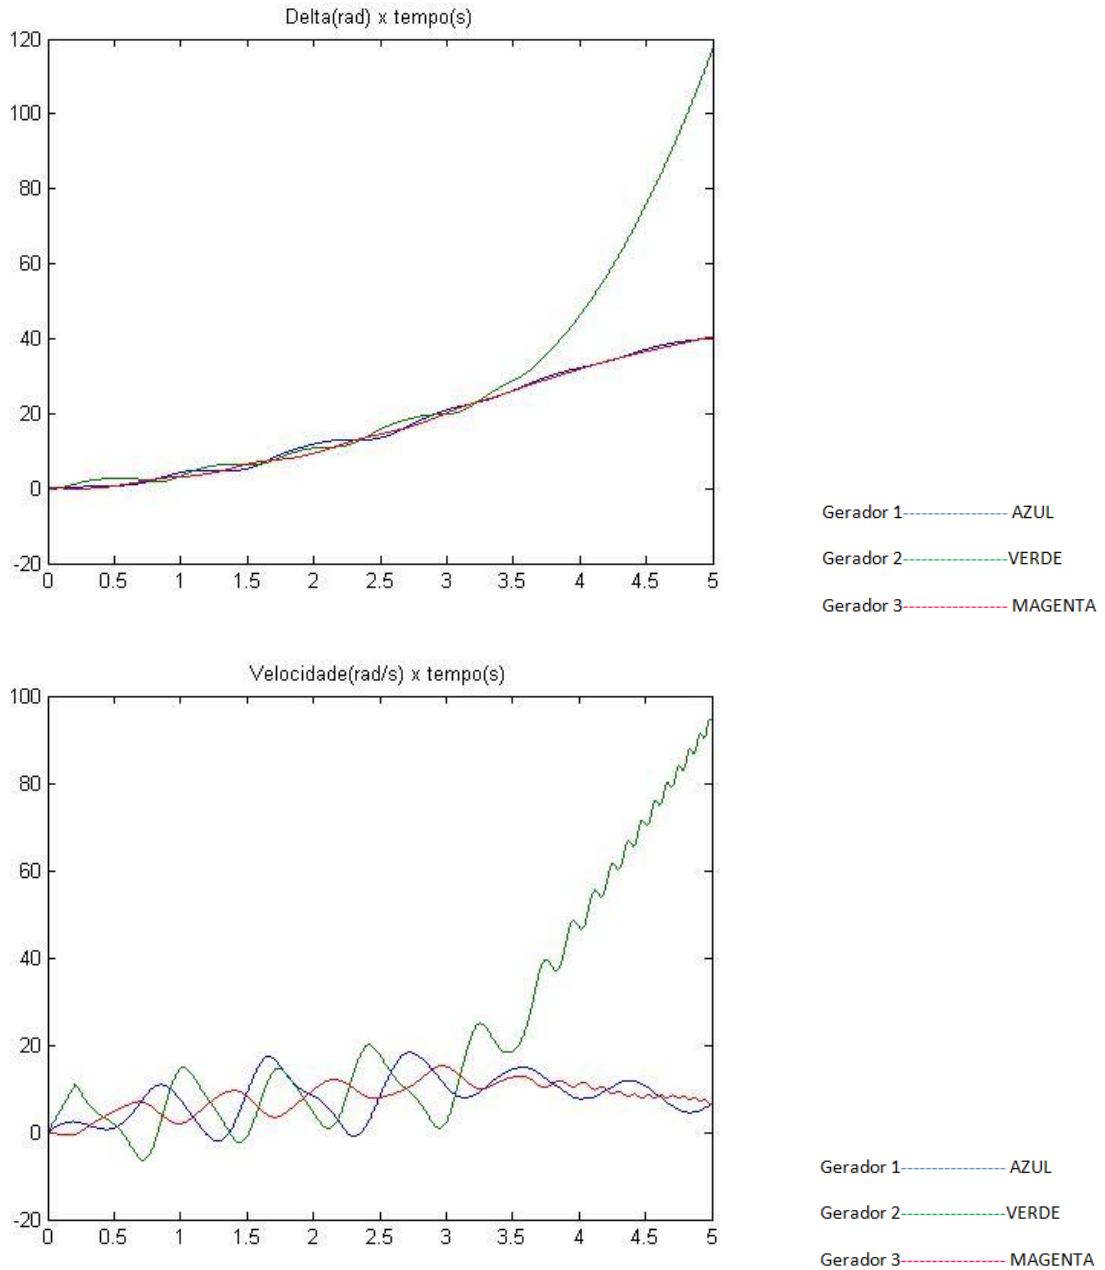 Delta(rad) x tempo(s)
120
100
80
60
40
20
0
-20
0 0.5 1 1.5 2 2.5 3 3.5 4 4.5 5
Gerador 1---------------- AZUL
Gerador 2----------------VERDE
Gerador 3---------------- MAGENTA
Velocidade(rad/s) x tempo(s)
100
80
60
40
20
0
-20
0 0.5 1 1.5 2 2.5 3 3.5 4 4.5 5
Gerador 1---------------- AZUL
Gerador 2----------------VERDE
Gerador 3---------------- MAGENTA